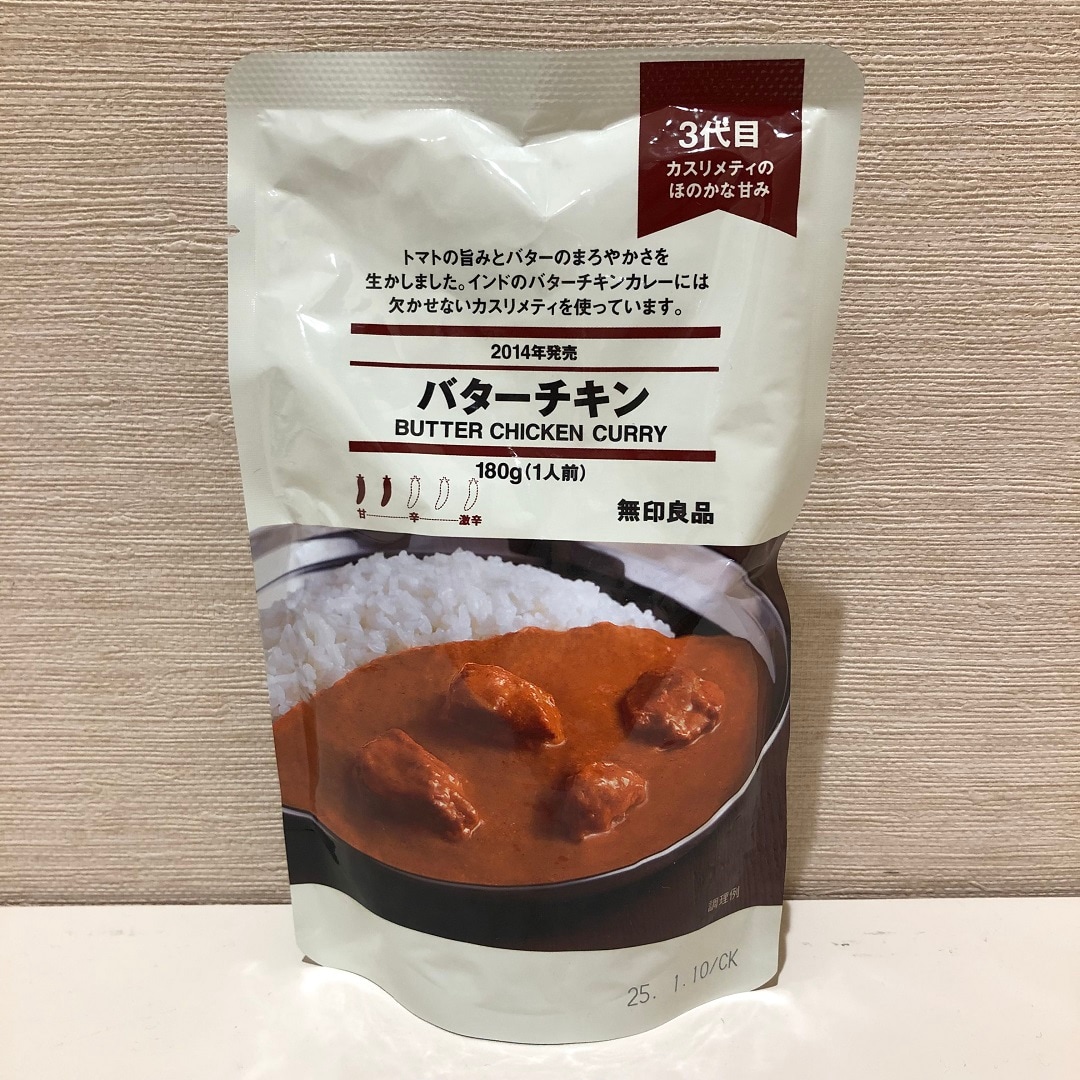 3代目
カスリメティの
ほのかな甘み
トマトの旨みとバターのまろやかさを
生かしました。インドのバターチキンカレーには
欠かせないカスリメティを使っています。
2014年発売
バターチキン
BUTTER CHICKEN CURRY
180g(1人前)
甘 辛 激辛
無印良品
調理例
25. 1.10/CK